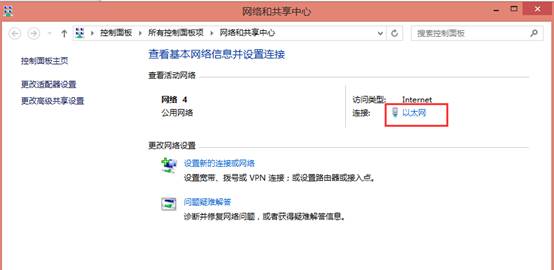 网络和共享中心
控制面板 ▸ 所有控制面板项 ▸ 网络和共享中心
搜索控制面板
控制面板主页
更改适配器设置
更改高级共享设置
查看基本网络信息并设置连接
查看活动网络
网络 4
公用网络
访问类型: Internet
连接: 以太网
更改网络设置
设置新的连接或网络
设置宽带、拨号或 VPN 连接；或设置路由器或接入点。
问题疑难解答
诊断并修复网络问题，或者获得疑难解答信息。